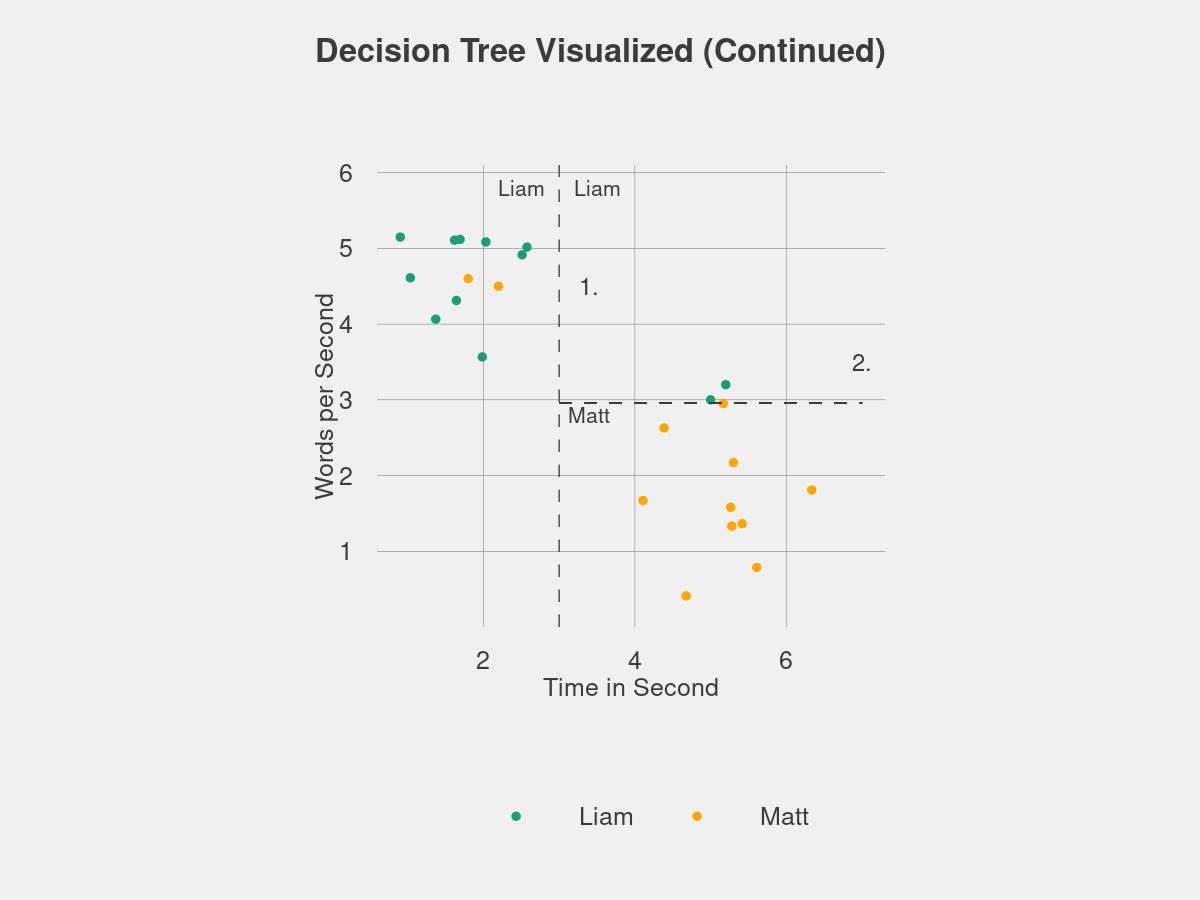 Decision Tree Visualized (Continued)
Words per Second
6
5
4
3
2
1
Liam
Liam
1.
2.
Matt
2
4
6
Time in Second
Liam
Matt